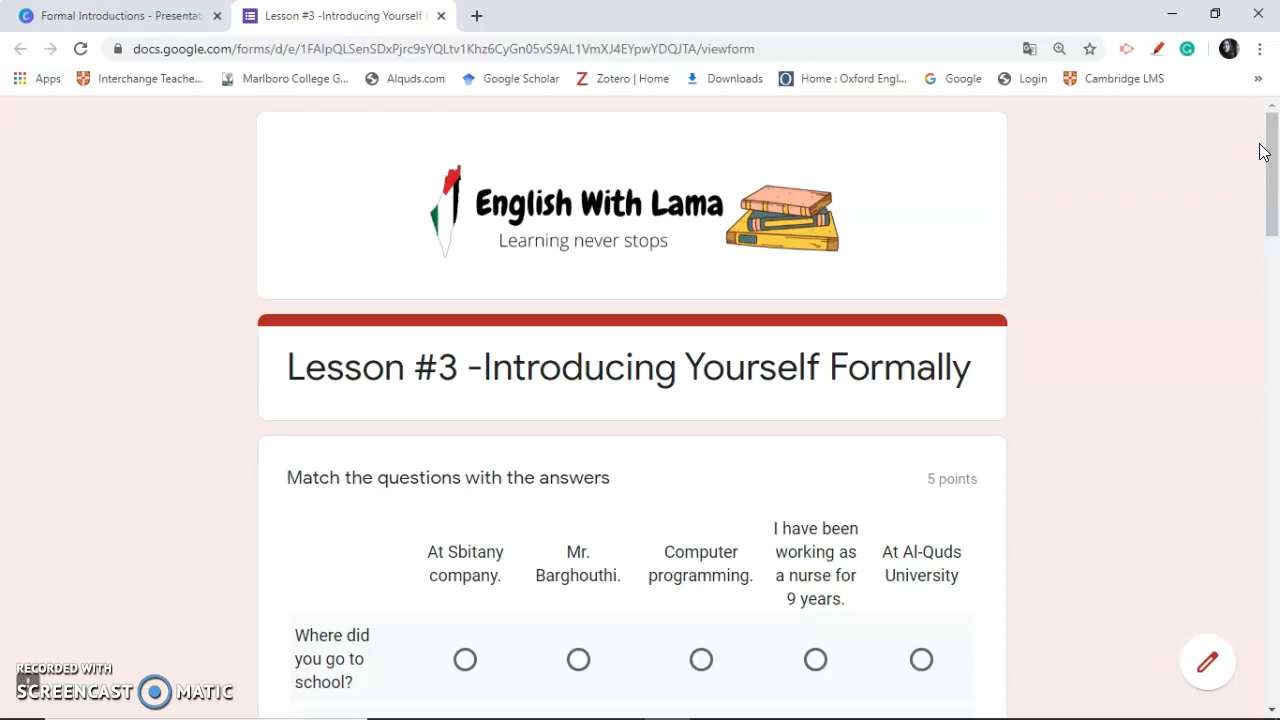 Formal Introductions - Presentat
Lesson #3 -Introducing Yourself
docs.google.com/forms/d/e/1FAIpQLSenSDxPjrc9sYQLtv1Khz6CyGn05vS9AL1VmXJ4EYpwYDQJTA/viewform
Apps Interchange Teache... Marlboro College G... Alquds.com Google Scholar Zotero | Home Downloads Home : Oxford Engl... Google Login Cambridge LMS
English With Lama
Learning never stops
Lesson #3 -Introducing Yourself Formally
Match the questions with the answers
5 points
At Sbitany
company.
Mr.
Barghouthi.
Computer
programming.
I have been
working as
a nurse for
9 years.
At Al-Quds
University
Where did
you go to
school?
RECORDED WITH
SCREENCAST MATIC